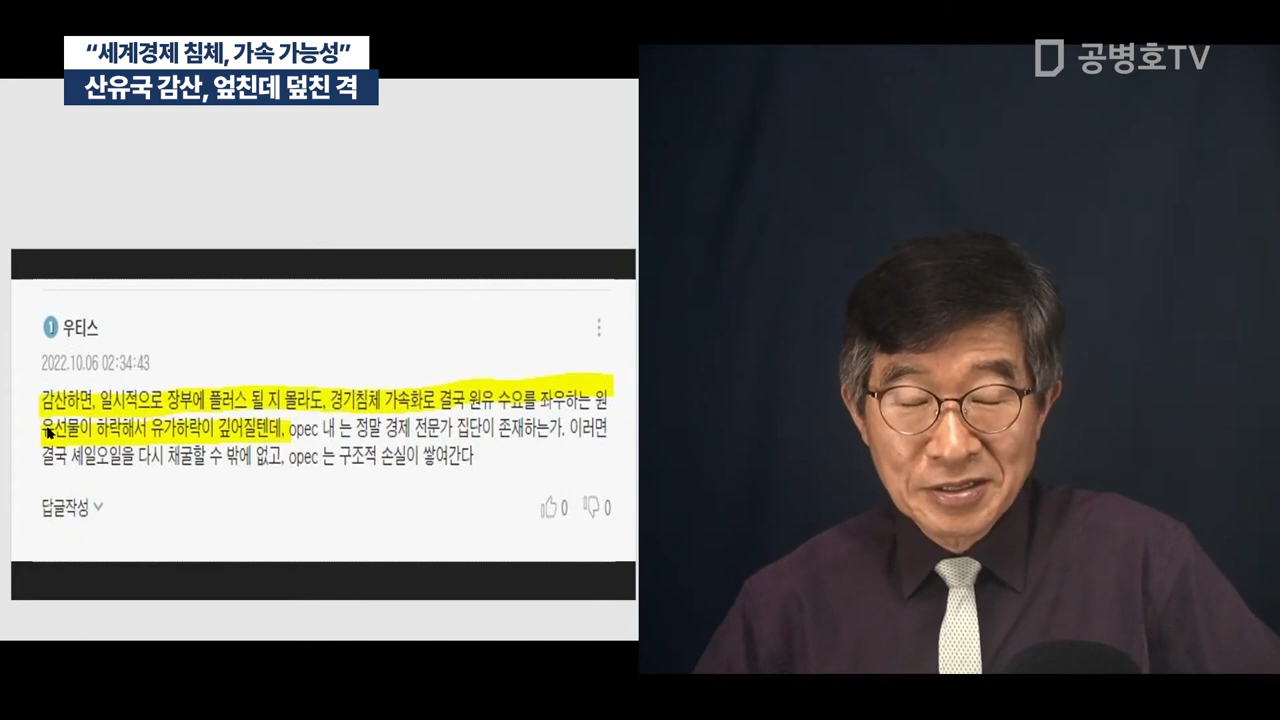 “세계경제 침체, 가속 가능성”
산유국 감산, 엎친데 덮친 격
공병호TV
1 우티스
2022.10.06 02:34:43
감산하면, 일시적으로 장부에 플러스 될 지 몰라도, 경기침체 가속화로 결국 원유 수요를 좌우하는 원
유선물이 하락해서 유가하락이 깊어질텐데, opec 내 는 정말 경제 전문가 집단이 존재하는가. 이러면
결국 셰일오일을 다시 채굴할 수 밖에 없고, opec 는 구조적 손실이 쌓여간다
답글작성
0 0